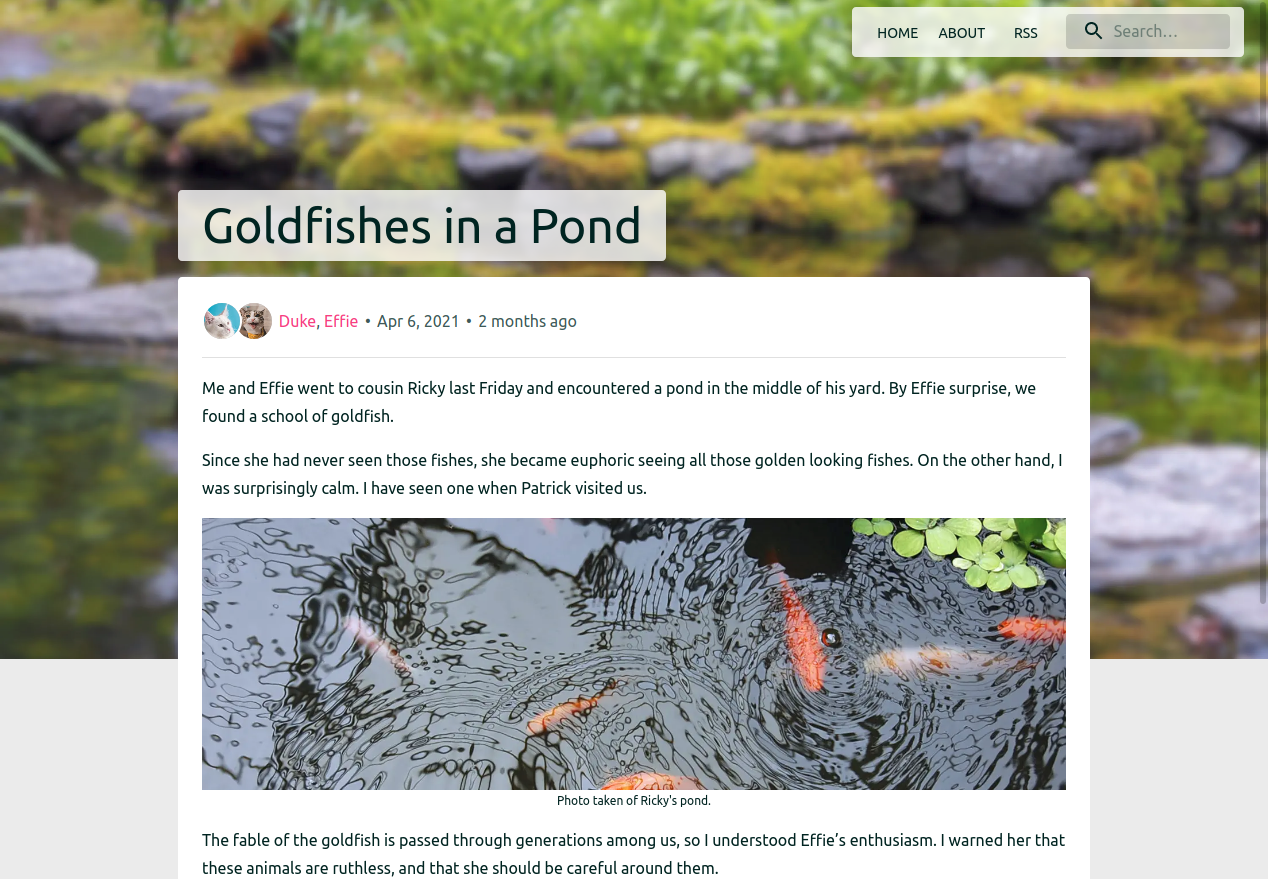 HOME ABOUT RSS Search…
Goldfishes in a Pond
Duke, Effie • Apr 6, 2021 • 2 months ago
Me and Effie went to cousin Ricky last Friday and encountered a pond in the middle of his yard. By Effie surprise, we
found a school of goldfish.
Since she had never seen those fishes, she became euphoric seeing all those golden looking fishes. On the other hand, I
was surprisingly calm. I have seen one when Patrick visited us.
Photo taken of Ricky's pond.
The fable of the goldfish is passed through generations among us, so I understood Effie’s enthusiasm. I warned her that
these animals are ruthless, and that she should be careful around them.